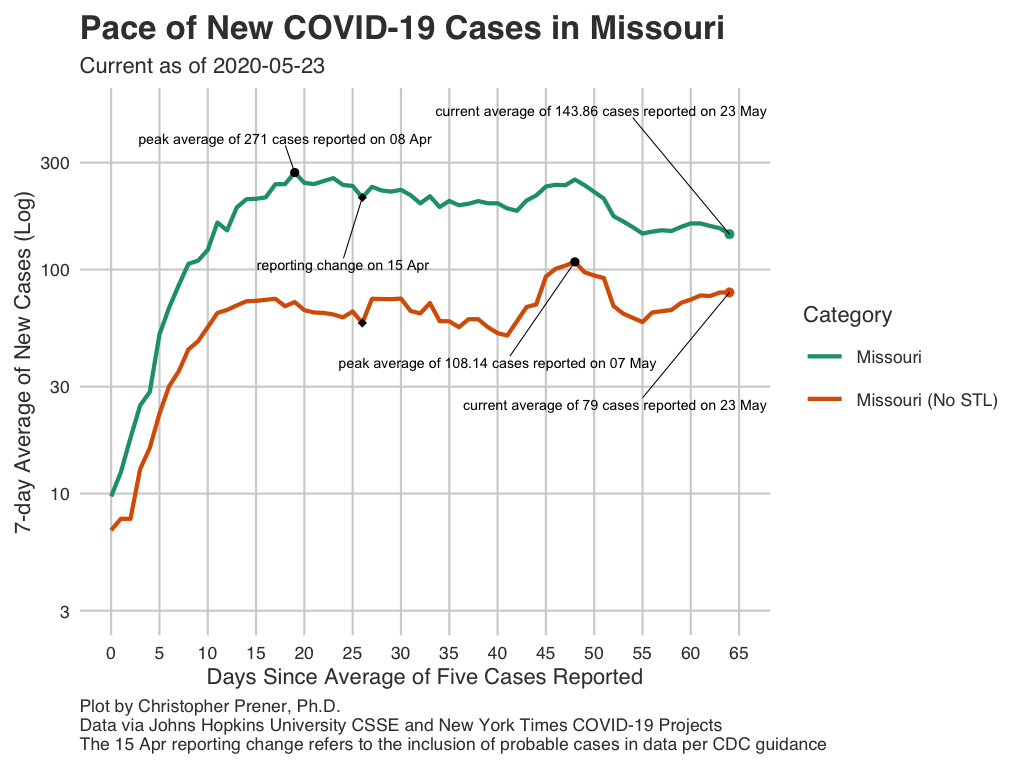 Pace of New COVID-19 Cases in Missouri
Current as of 2020-05-23
current average of 143.86 cases reported on 23 May
peak average of 271 cases reported on 08 Apr
300
reporting change on 15 Apr
100
7-day Average of New Cases (Log)
Category
Missouri
peak average of 108.14 cases reported on 07 May
30
Missouri (No STL)
current average of 79 cases reported on 23 May
10
3
0 5 10 15 20 25 30 35 40 45 50 55 60 65
Days Since Average of Five Cases Reported
Plot by Christopher Prener, Ph.D.
Data via Johns Hopkins University CSSE and New York Times COVID-19 Projects
The 15 Apr reporting change refers to the inclusion of probable cases in data per CDC guidance